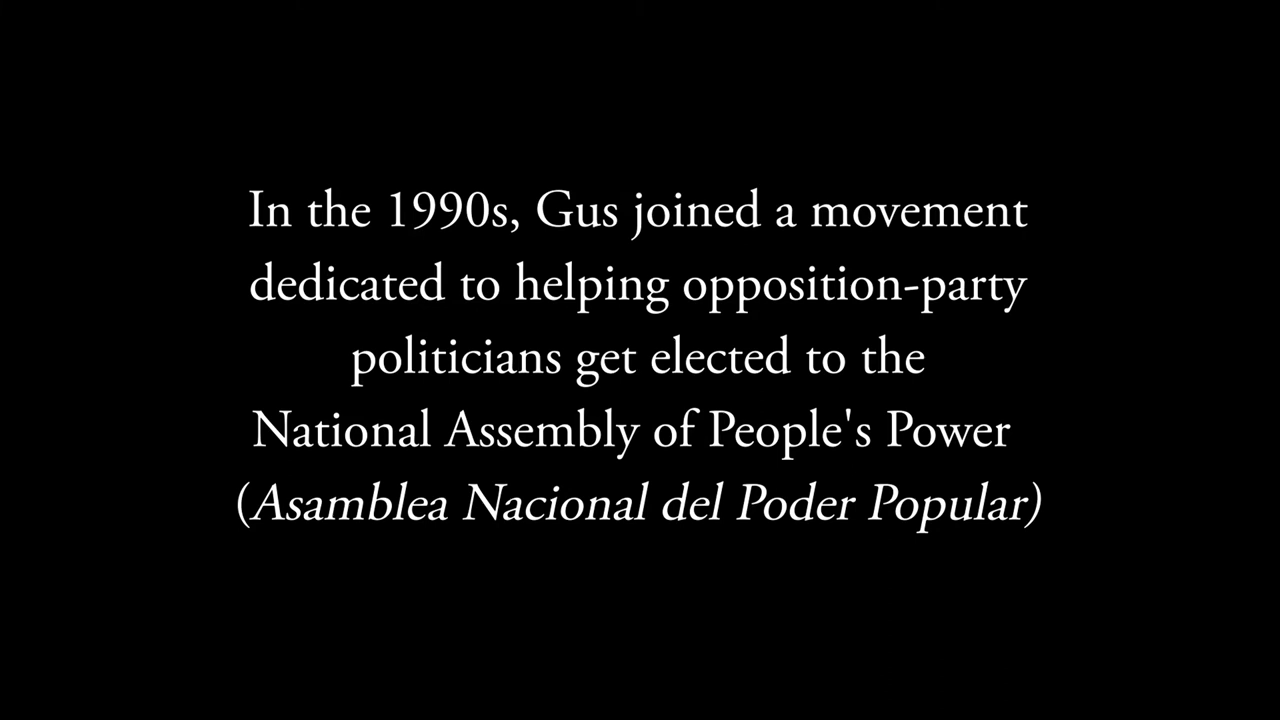 In the 1990s, Gus joined a movement
dedicated to helping opposition-party
politicians get elected to the
National Assembly of People's Power
(Asamblea Nacional del Poder Popular)